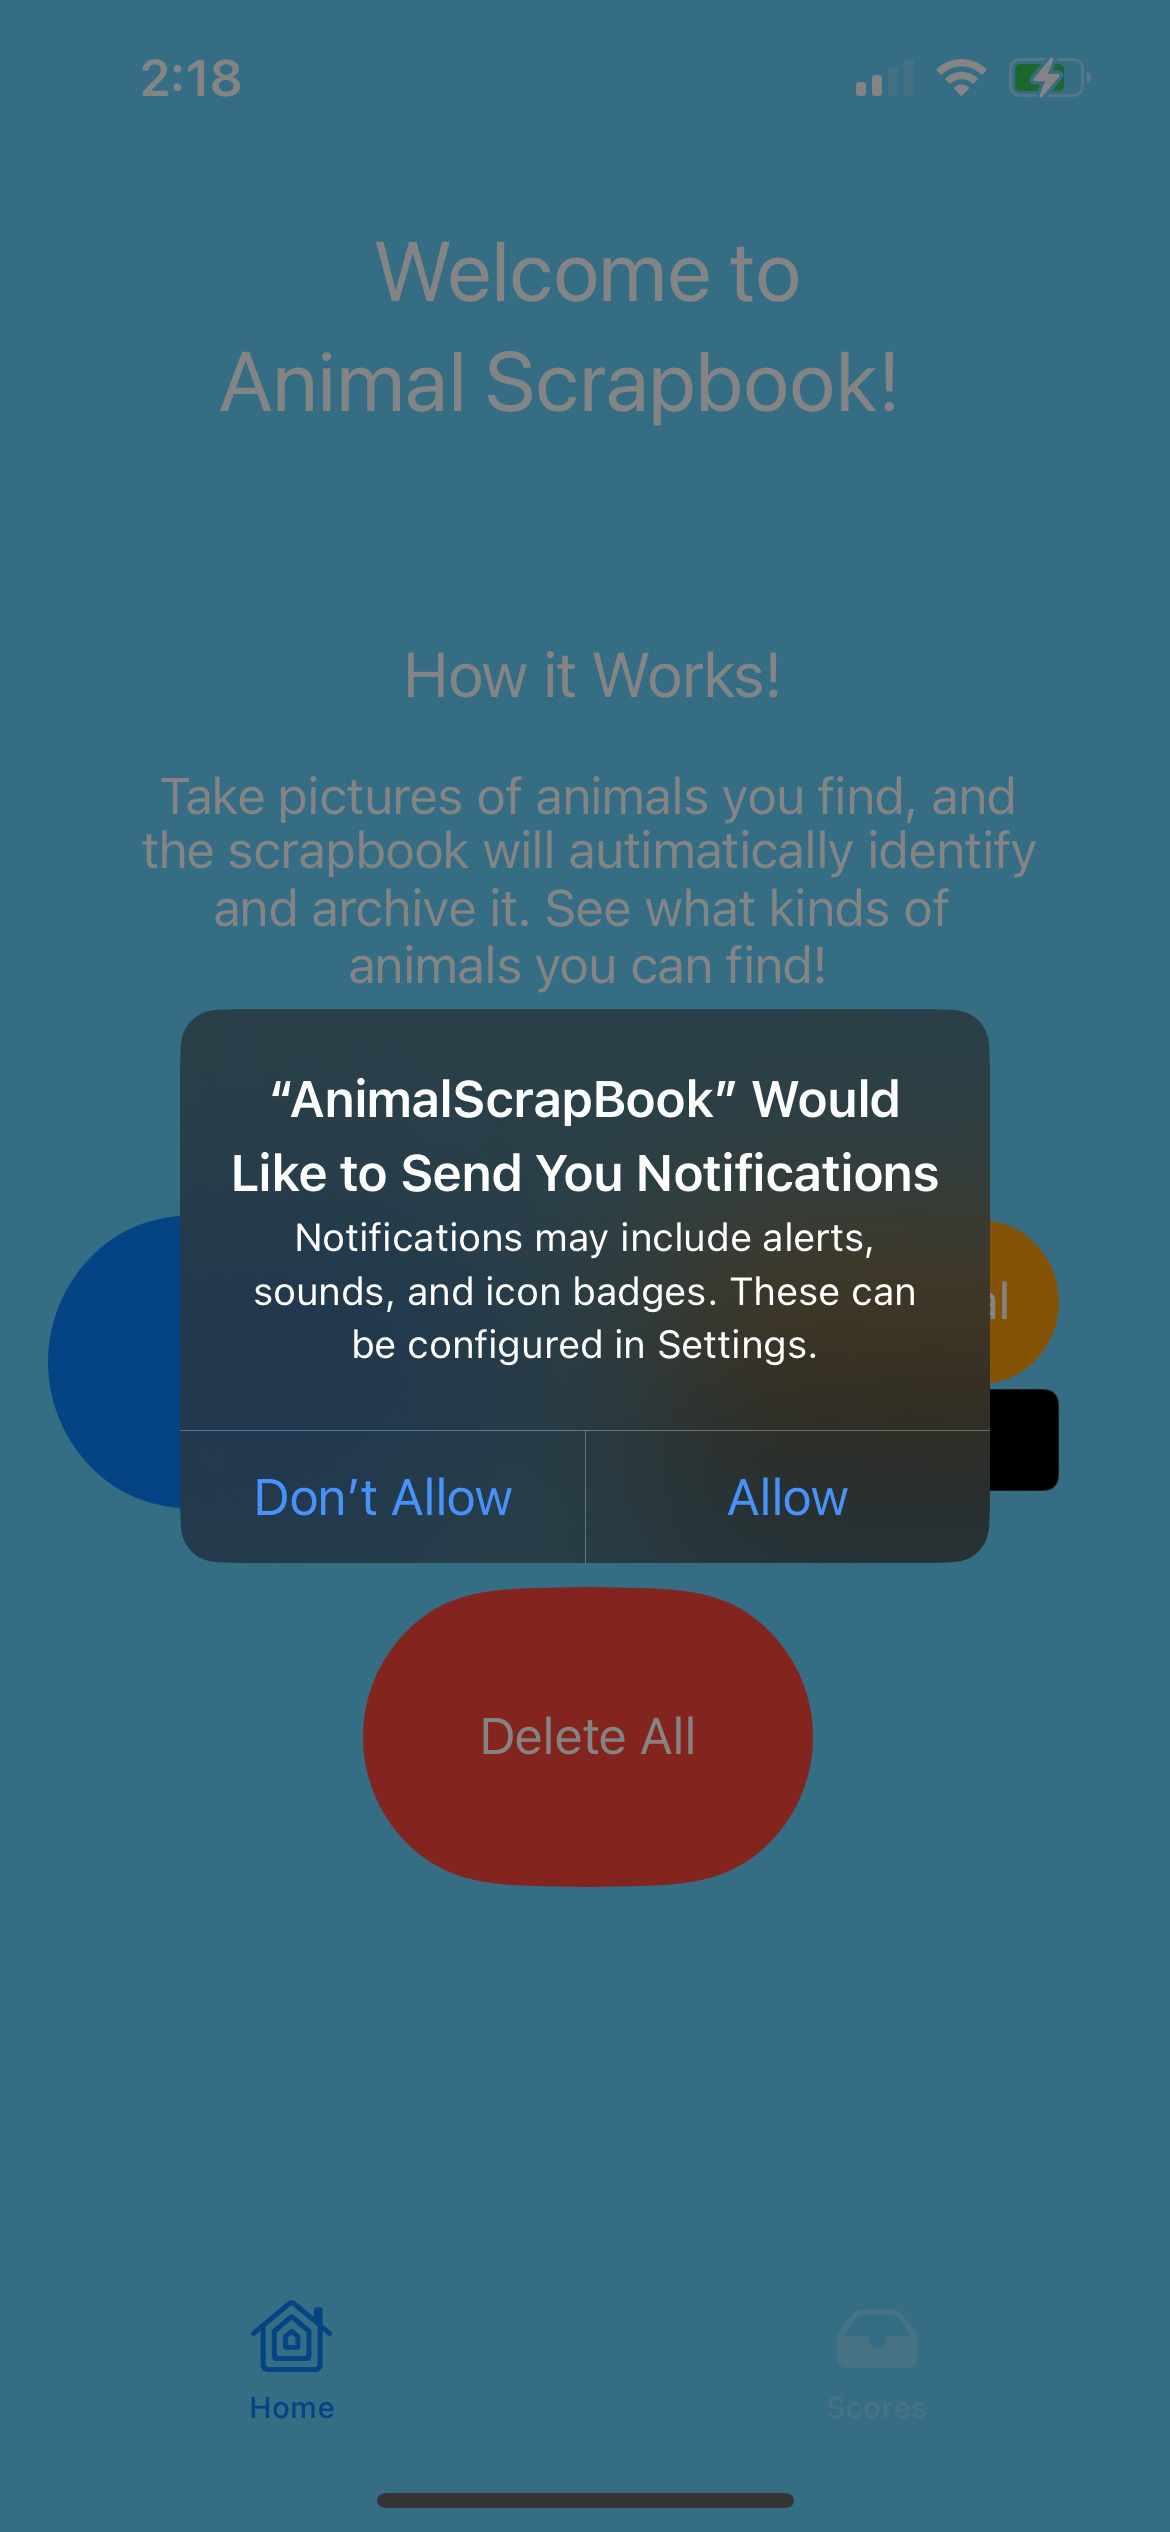 2:18
Welcome to
Animal Scrapbook!
How it Works!
Take pictures of animals you find, and
the scrapbook will autimatically identify
and archive it. See what kinds of
animals you can find!
“AnimalScrapBook” Would
Like to Send You Notifications
Notifications may include alerts,
sounds, and icon badges. These can
be configured in Settings.
Don’t Allow
Allow
Delete All
Home
Scores